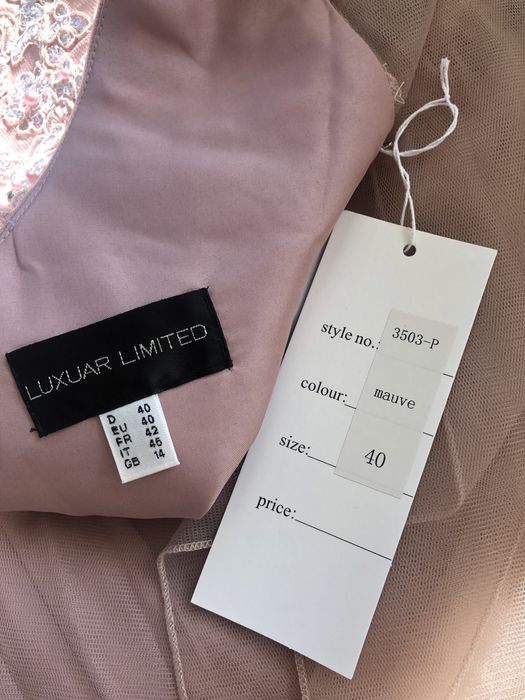 LUXUAR LIMITED
D 40
EU 40
FR 42
IT 46
GB 14
style no.: 3503-P
colour: mauve
size: 40
price: